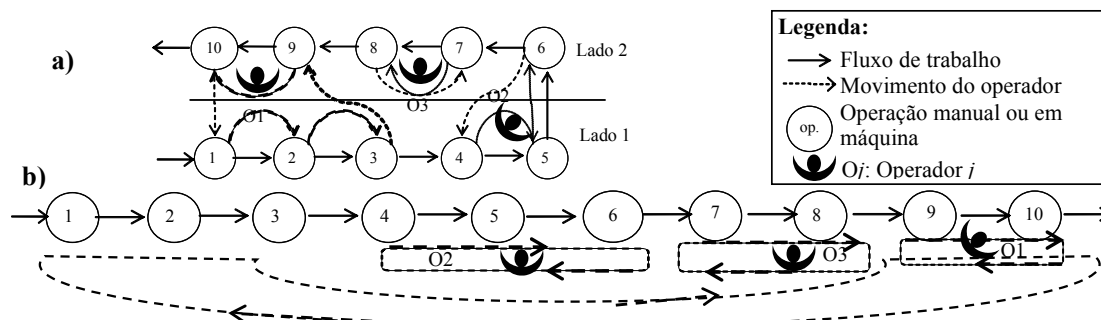 a)
10 9 8 7 6 Lado 2
O3 O2
O1
Lado 1
1 2 3 4 5
b)
1 2 3 4 5 6 7 8 9 10
O2 O3 O1
Legenda:
Fluxo de trabalho
Movimento do operador
op. Operação manual ou em
máquina
Oj: Operador j